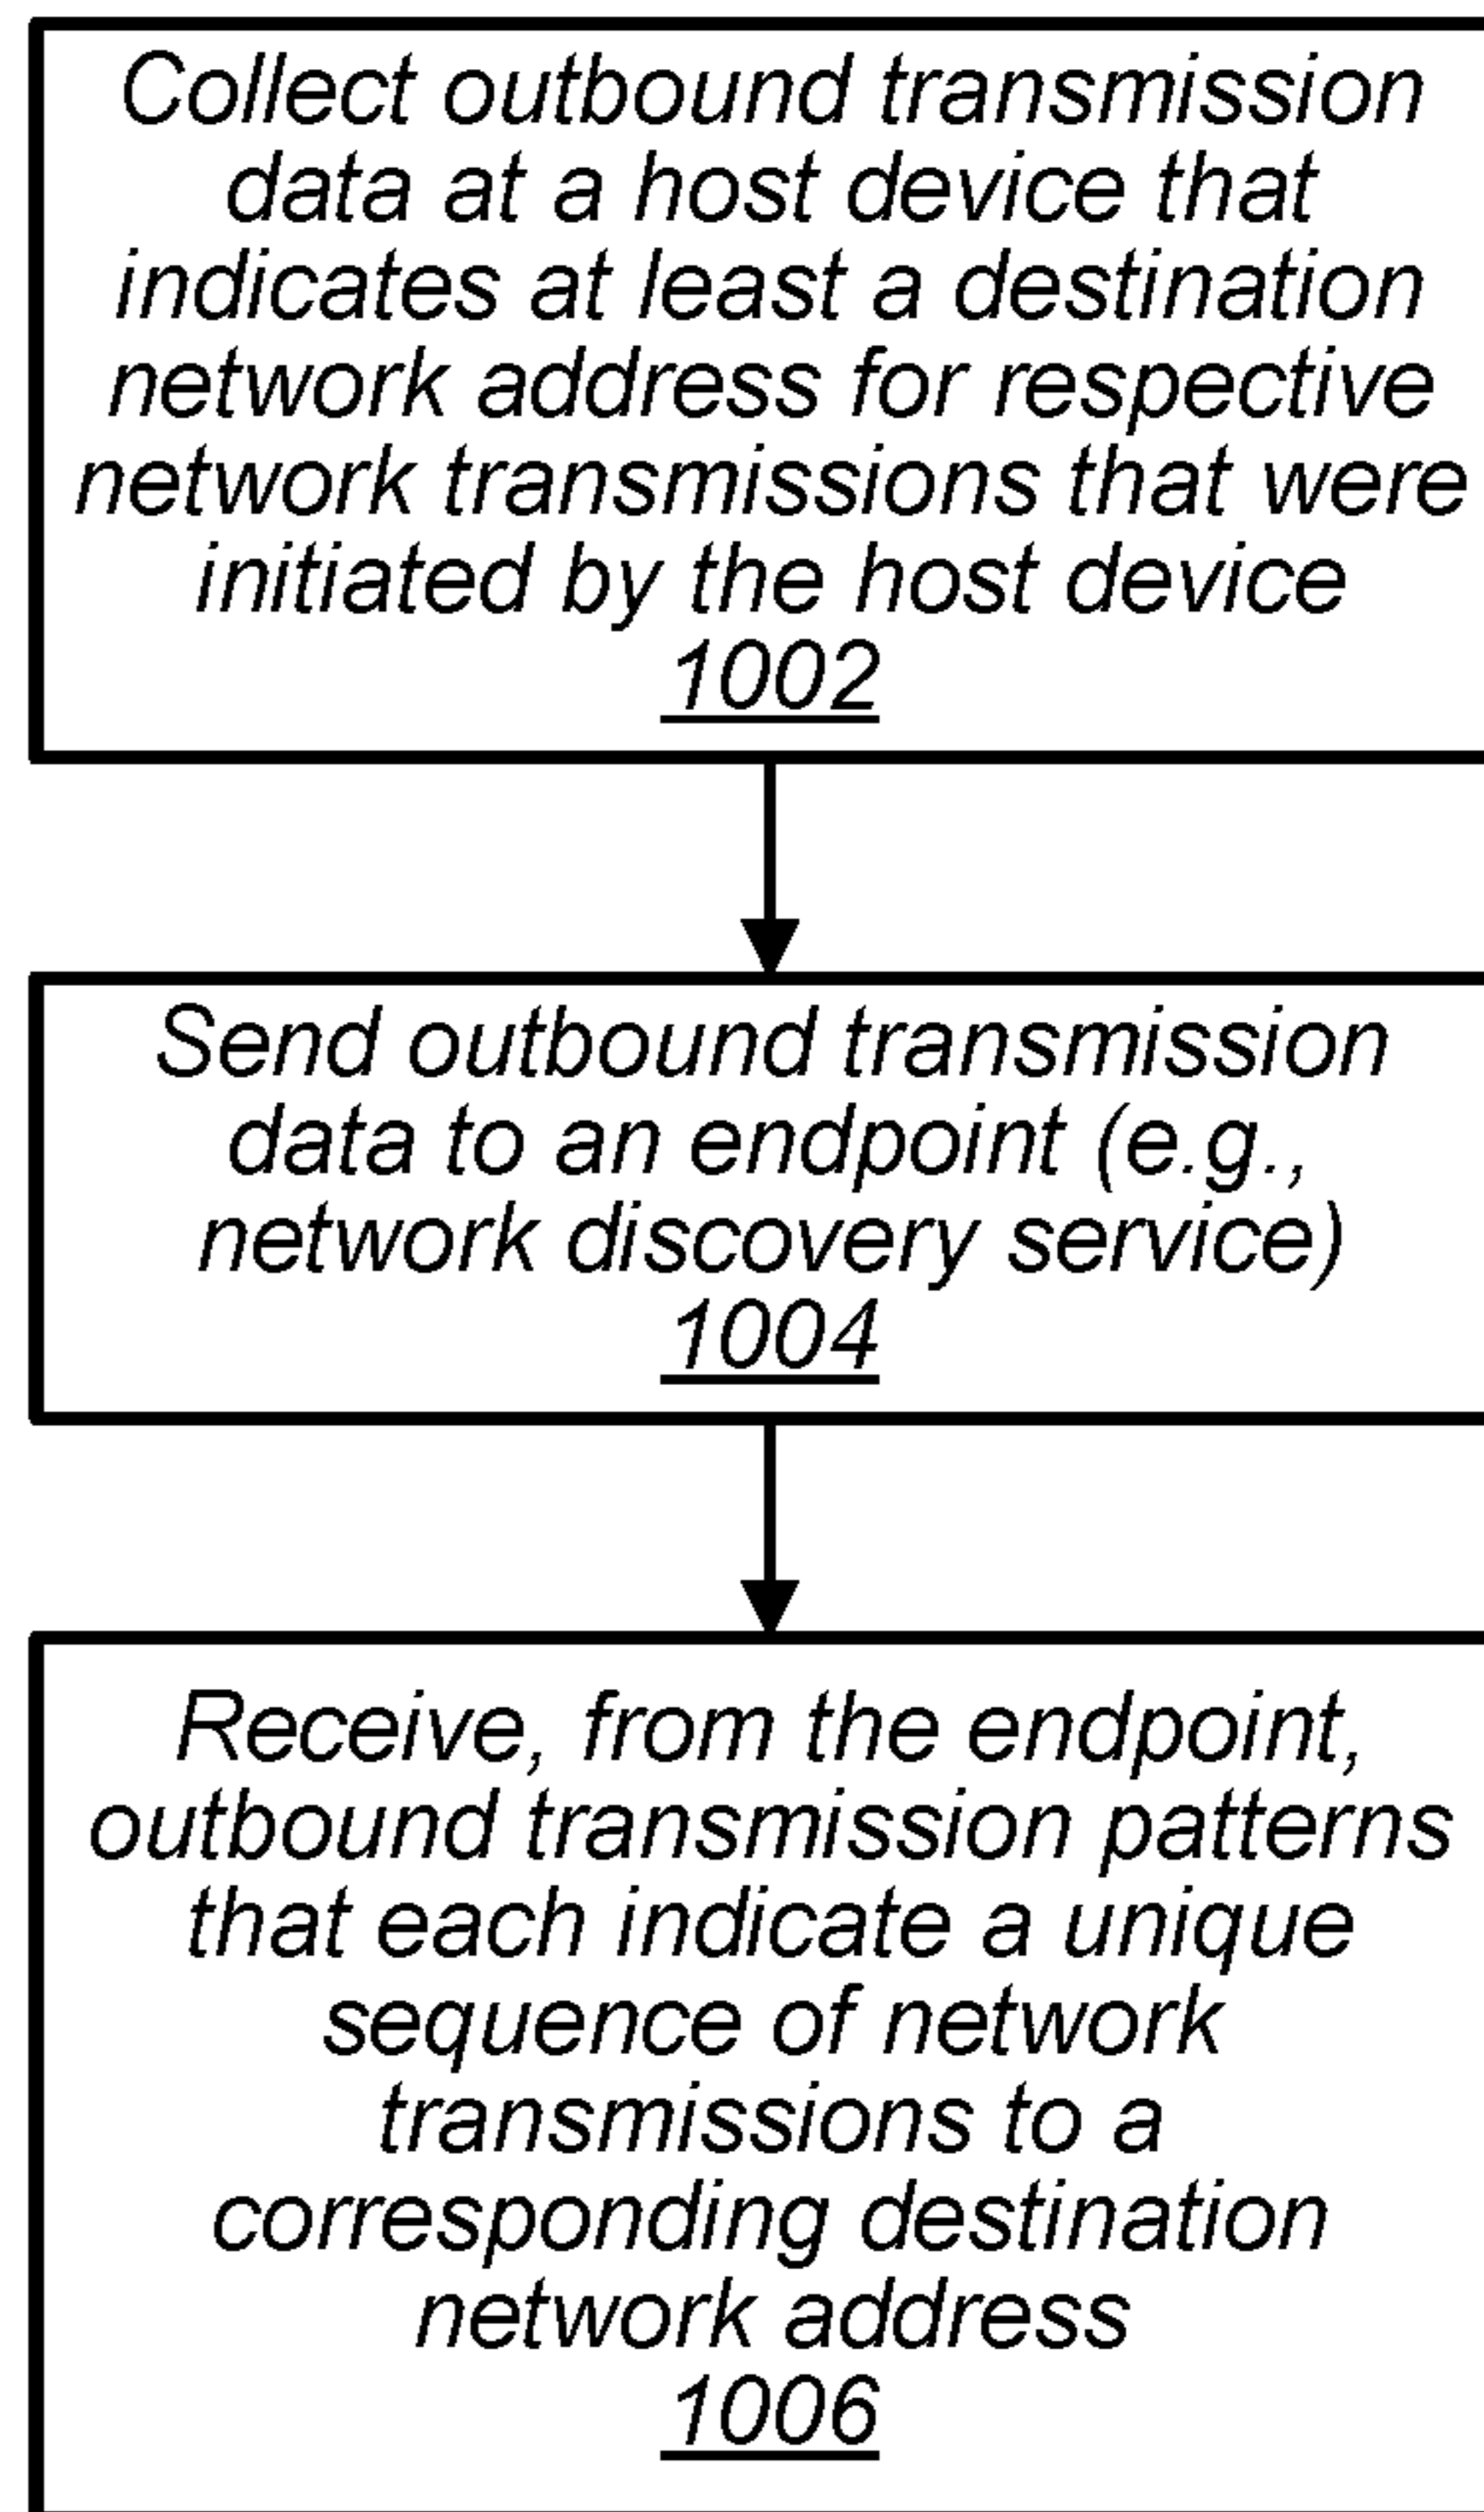 Collect outbound transmission
data at a host device that
indicates at least a destination
network address for respective
network transmissions that were
initiated by the host device
1002
Send outbound transmission
data to an endpoint (e.g.,
network discovery service)
1004
Receive, from the endpoint,
outbound transmission patterns
that each indicate a unique
sequence of network
transmissions to a
corresponding destination
network address
1006